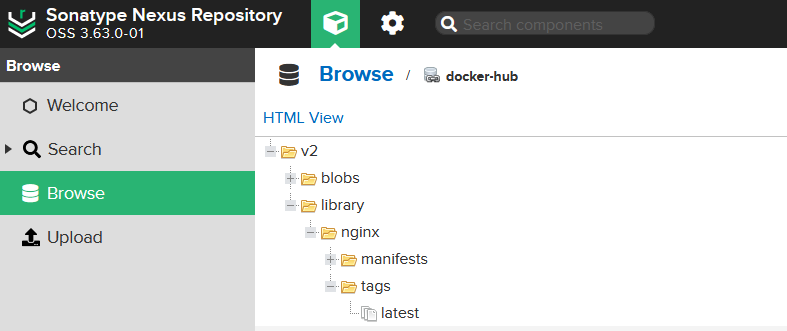 Sonatype Nexus Repository
OSS 3.63.0-01
Search components
Browse
Welcome
Search
Browse
Upload
Browse / docker-hub
HTML View
v2
blobs
library
nginx
manifests
tags
latest